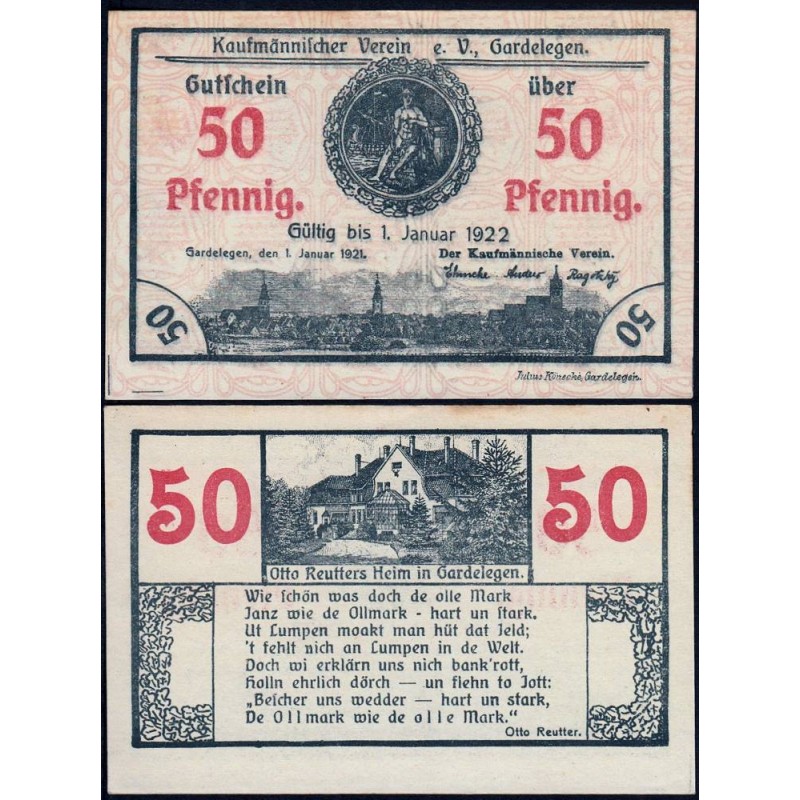 Kaufmänniſcher Verein e. V., Gardelegen.
Gutſchein über
50 50
Pfennig. Pfennig.
Gültig bis 1. Januar 1922
Gardelegen, den 1. Januar 1921. Der Kaufmännische Verein.
50 50
Julius Könecke, Gardelegen.
50 50
Otto Reutters Heim in Gardelegen.
Wie ſchön was doch de olle Mark
Janz wie de Ollmark - hart un ſtark.
Ut Lumpen moakt man hüt dat Jeld;
't fehlt nich an Lumpen in de Welt.
Doch wi erklärn uns nich bank'rott,
Holln ehrlich dörch — un flehn to Jott:
„Beſcher uns wedder — hart un ſtark,
De Ollmark wie de olle Mark.“
Otto Reutter.